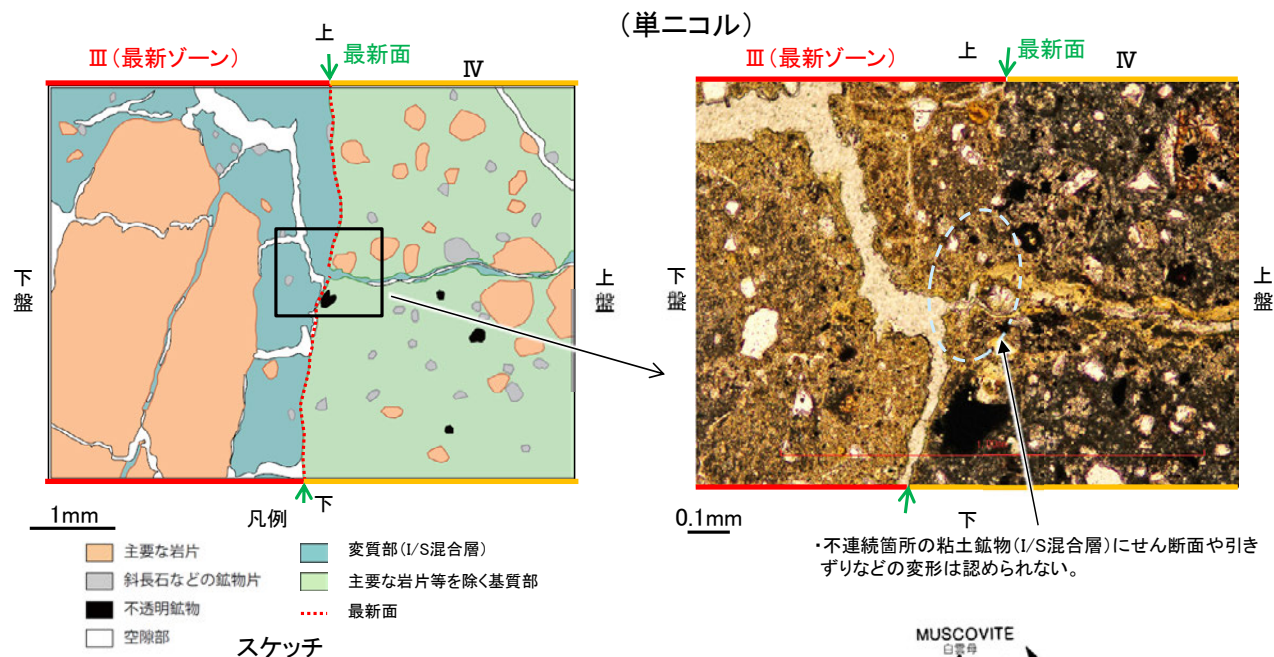 (単ニコル)
Ⅲ(最新ゾーン)
上
最新面
Ⅳ
下盤
上盤
下
1mm
凡例
主要な岩片
斜長石などの鉱物片
不透明鉱物
空隙部
変質部(I/S混合層)
主要な岩片等を除く基質部
最新面
スケッチ
Ⅲ(最新ゾーン)
上
最新面
Ⅳ
下盤
上盤
下
0.1mm
・不連続箇所の粘土鉱物(I/S混合層)にせん断面や引き
ずりなどの変形は認められない。
MUSCOVITE
白雲母